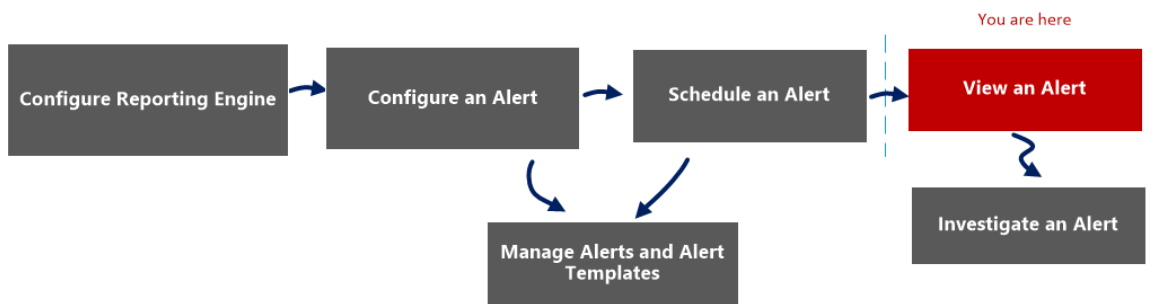 You are here
Configure Reporting Engine
Configure an Alert
Schedule an Alert
View an Alert
Manage Alerts and Alert
Templates
Investigate an Alert